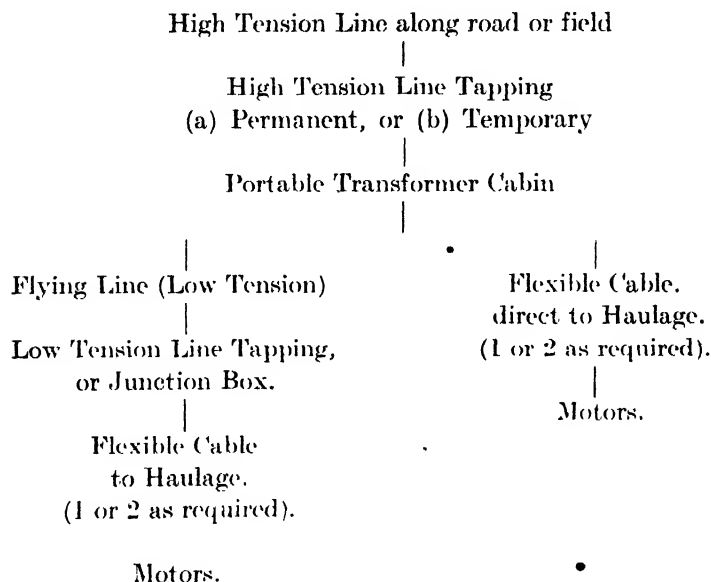 High Tension Line along road or field
High Tension Line Tapping
(a) Permanent, or (b) Temporary
Portable Transformer Cabin
Flying Line (Low Tension)
Low Tension Line Tapping,
or Junction Box.
Flexible Cable
to Haulage.
(1 or 2 as required).
Motors.
Flexible Cable.
direct to Haulage.
(1 or 2 as required).
Motors.